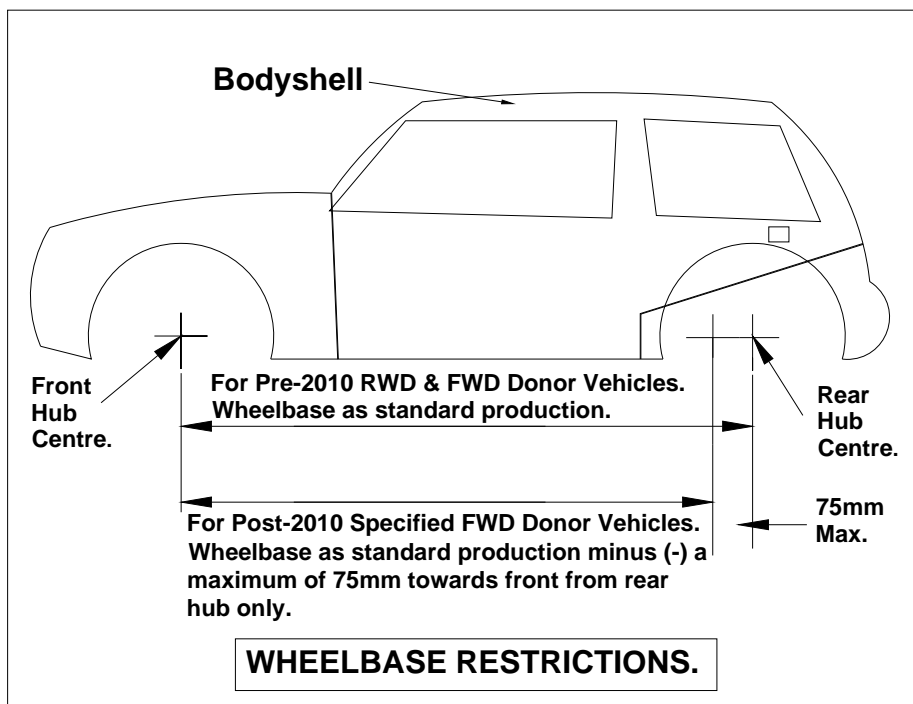 Bodyshell
Front
Hub
Centre.
For Pre-2010 RWD & FWD Donor Vehicles.
Wheelbase as standard production.
Rear
Hub
Centre.
75mm
Max.
For Post-2010 Specified FWD Donor Vehicles.
Wheelbase as standard production minus (-) a
maximum of 75mm towards front from rear
hub only.
WHEELBASE RESTRICTIONS.